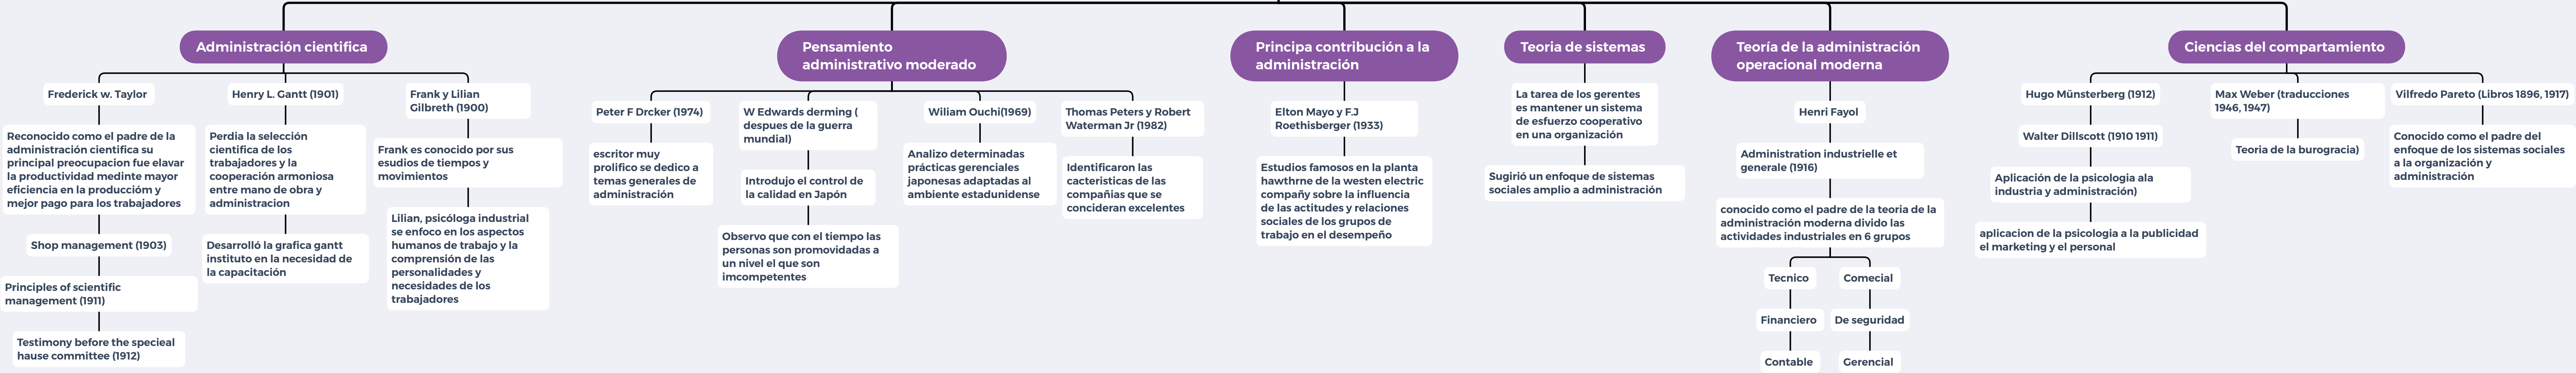 Administración cientifica
Frederick w. Taylor
Reconocido como el padre de la
administración cientifica su
principal preocupacion fue elavar
la productividad medinte mayor
eficiencia en la produccióm y
mejor pago para los trabajadores
Shop management (1903)
Principles of scientific
management (1911)
Testimony before the specieal
hause committee (1912)
Henry L. Gantt (1901)
Perdia la selección
cientifica de los
trabajadores y la
cooperación armoniosa
entre mano de obra y
administracion
Desarrolló la grafica gantt
instituto en la necesidad de
la capacitación
Frank y Lilian
Gilbreth (1900)
Frank es conocido por sus
esudios de tiempos y
movimientos
Lilian, psicóloga industrial
se enfoco en los aspectos
humanos de trabajo y la
comprensión de las
personalidades y
necesidades de los
trabajadores
Pensamiento
administrativo moderado
Peter F Drcker (1974)
escritor muy
prolifico se dedico a
temas generales de
administración
W Edwards derming (
despues de la guerra
mundial)
Introdujo el control de
la calidad en Japón
Observo que con el tiempo las
personas son promovidadas a
un nivel el que son
imcompetentes
Wiliam Ouchi(1969)
Analizo determinadas
prácticas gerenciales
japonesas adaptadas al
ambiente estadunidense
Thomas Peters y Robert
Waterman Jr (1982)
Identificaron las
cacteristicas de las
compañias que se
concideran excelentes
Principa contribución a la
administración
Elton Mayo y F.J
Roethisberger (1933)
Estudios famosos en la planta
hawthrne de la westen electric
compañy sobre la influencia
de las actitudes y relaciones
sociales de los grupos de
trabajo en el desempeño
Teoria de sistemas
La tarea de los gerentes
es mantener un sistema
de esfuerzo cooperativo
en una organización
Sugirió un enfoque de sistemas
sociales amplio a administración
Teoría de la administración
operacional moderna
Henri Fayol
Administration industrielle et
generale (1916)
conocido como el padre de la teoria de la
administración moderna divido las
actividades industriales en 6 grupos
Tecnico
Financiero
Contable
Comecial
De seguridad
Gerencial
Ciencias del compartamiento
Hugo Münsterberg (1912)
Walter Dillscott (1910 1911)
Aplicación de la psicologia ala
industria y administración)
aplicacion de la psicologia a la publicidad
el marketing y el personal
Max Weber (traducciones
1946, 1947)
Teoria de la burogracia)
Vilfredo Pareto (Libros 1896, 1917)
Conocido como el padre del
enfoque de los sistemas sociales
a la organización y
administración